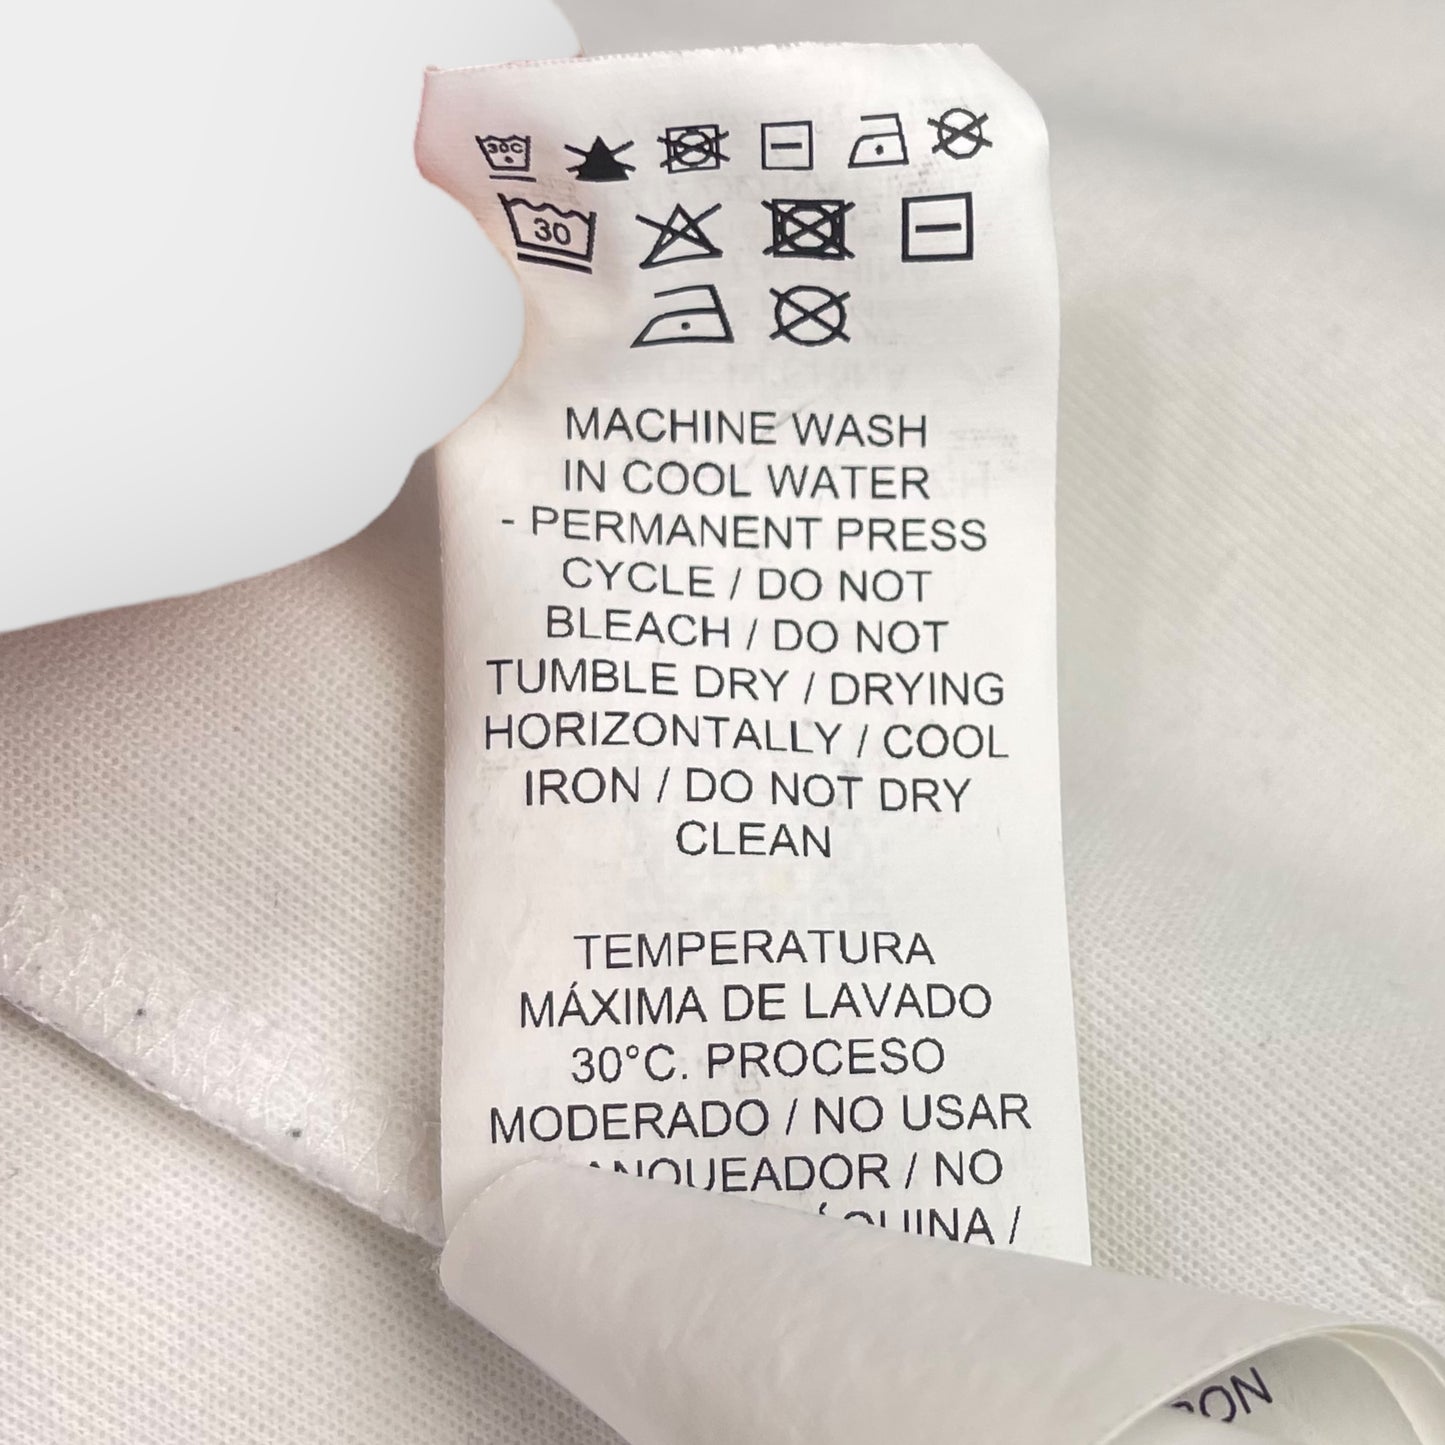 30C
30
MACHINE WASH
IN COOL WATER
- PERMANENT PRESS
CYCLE / DO NOT
BLEACH / DO NOT
TUMBLE DRY / DRYING
HORIZONTALLY / COOL
IRON / DO NOT DRY
CLEAN
TEMPERATURA
MÁXIMA DE LAVADO
30°C. PROCESO
MODERADO / NO USAR
/ NO
/